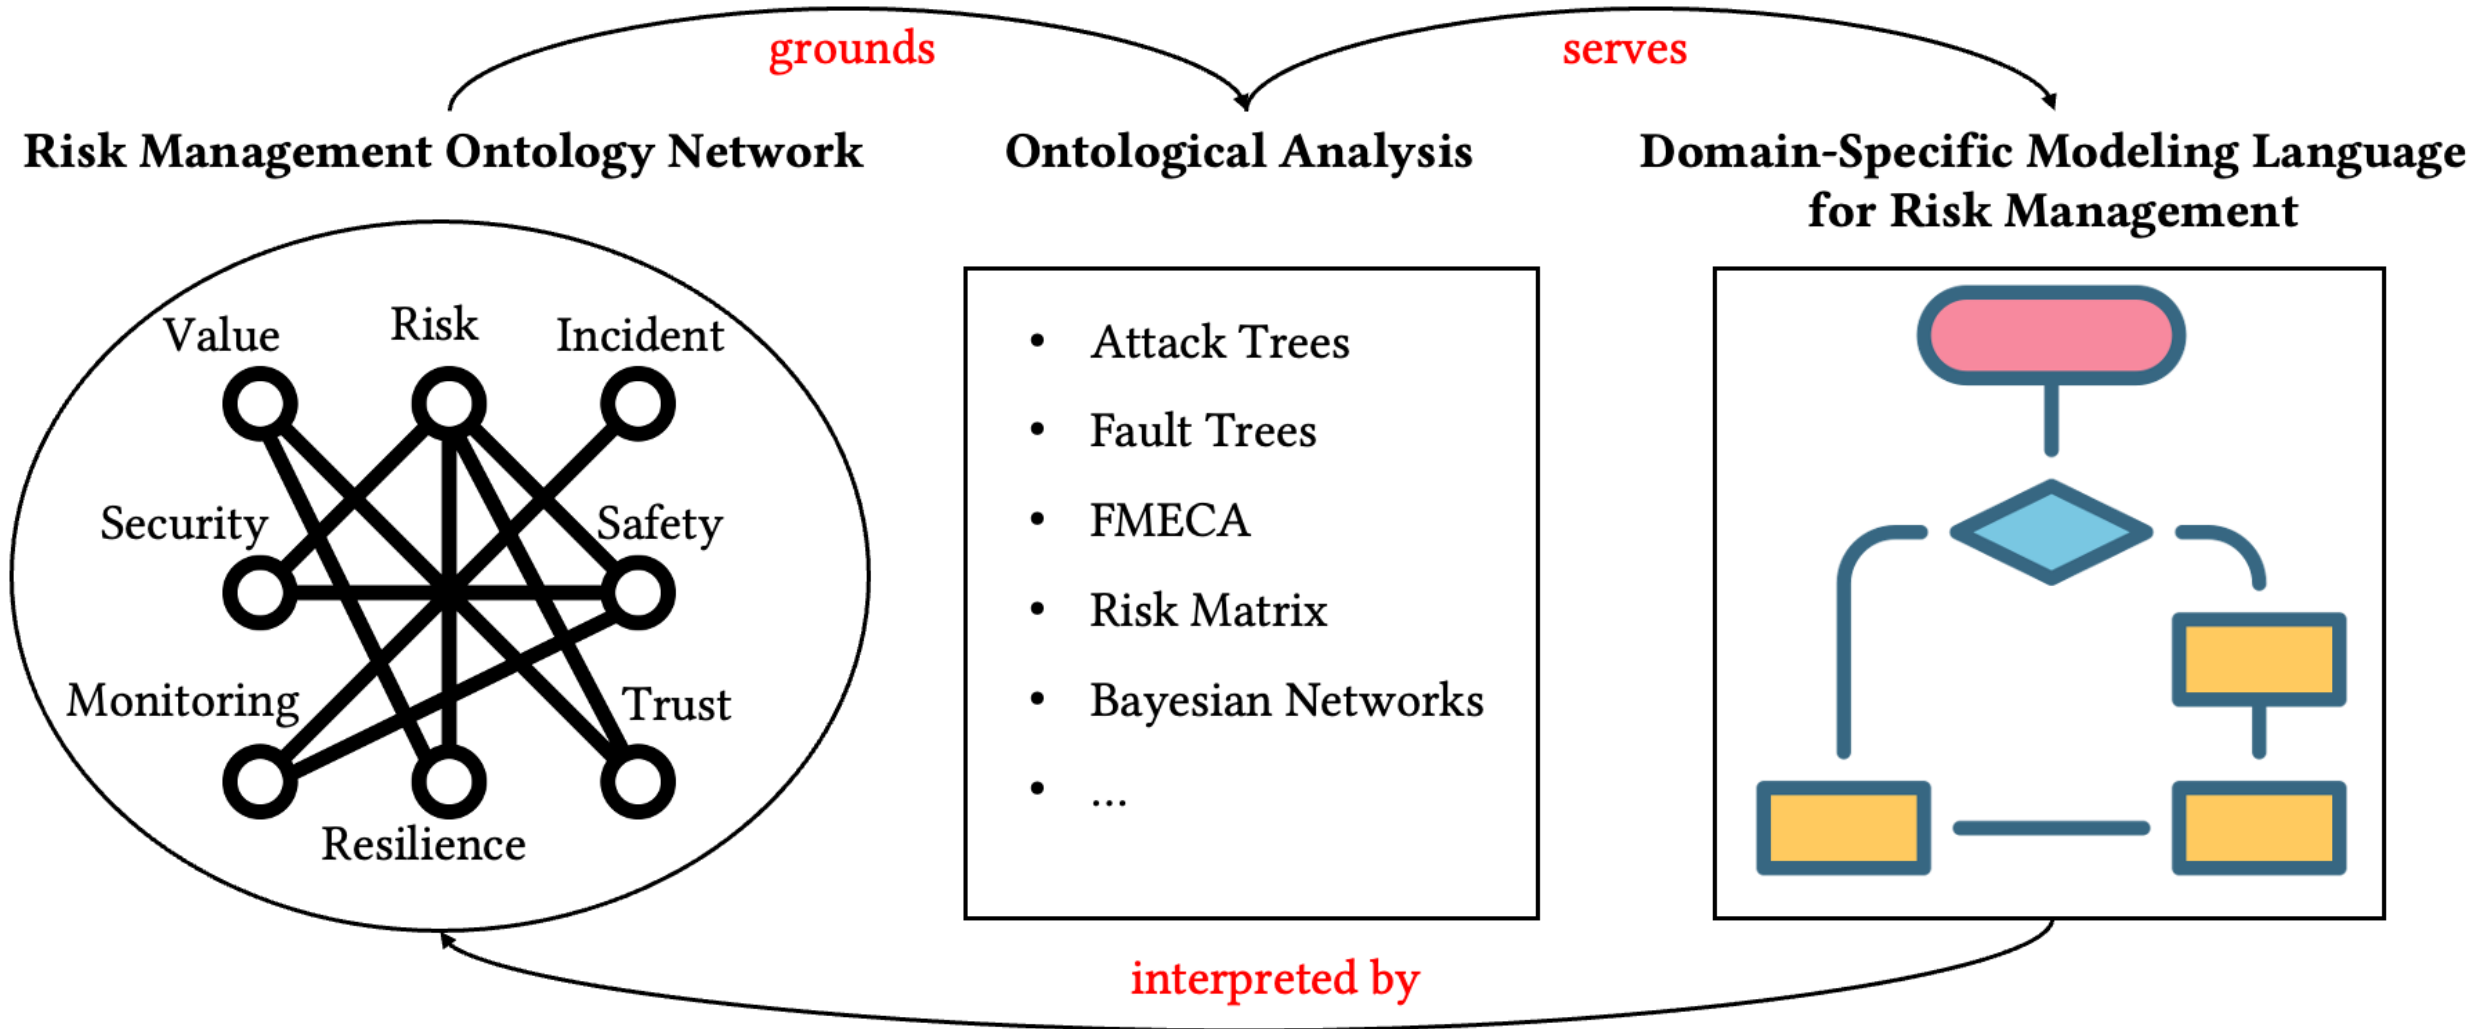 grounds
serves
Risk Management Ontology Network
Ontological Analysis
Domain-Specific Modeling Language
for Risk Management
Value
Risk
Incident
Security
Safety
Monitoring
Trust
Resilience
• Attack Trees
• Fault Trees
• FMECA
• Risk Matrix
• Bayesian Networks
• ...
interpreted by